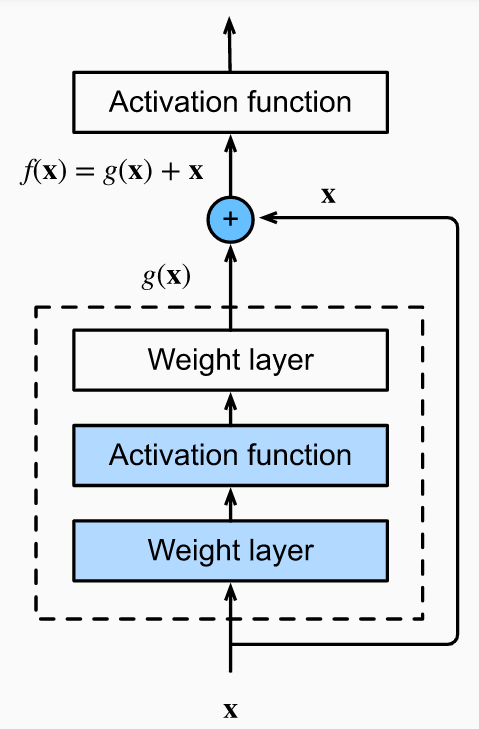 Activation function
f(x) = g(x) + x
x
+
g(x)
Weight layer
Activation function
Weight layer
x